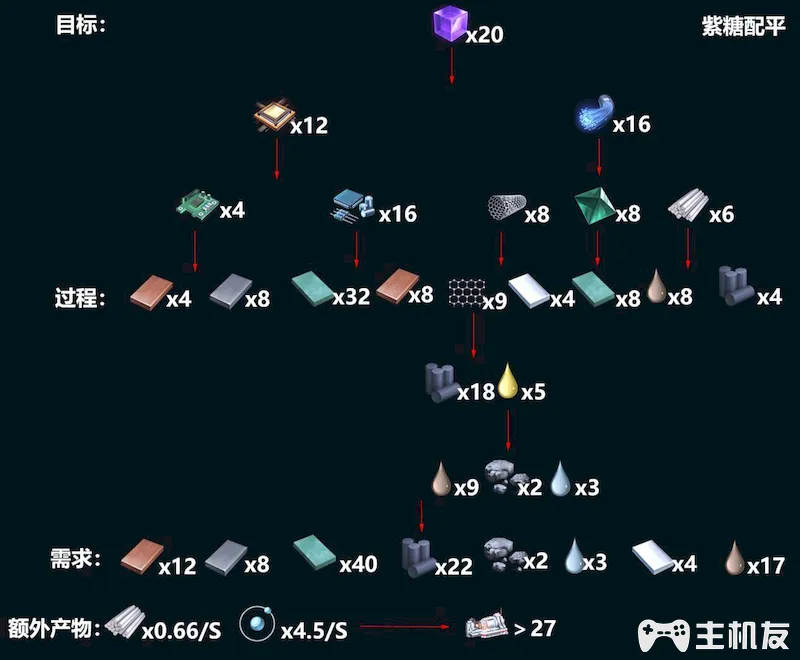 目标： x20 紫糖配平
x12 x16
x4 x16 x8 x8 x6
过程： x4 x8 x32 x8 x9 x4 x8 x8 x4
x18 x5
x9 x2 x3
需求： x12 x8 x40 x22 x2 x3 x4 x17
额外产物： x0.66/S x4.5/S > 27
主机友